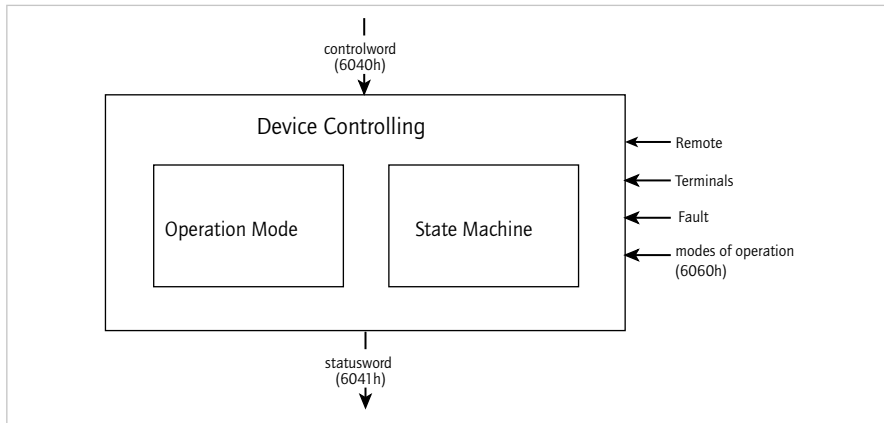 controlword
(6040h)
Device Controlling
Operation Mode
State Machine
Remote
Terminals
Fault
modes of operation
(6060h)
statusword
(6041h)